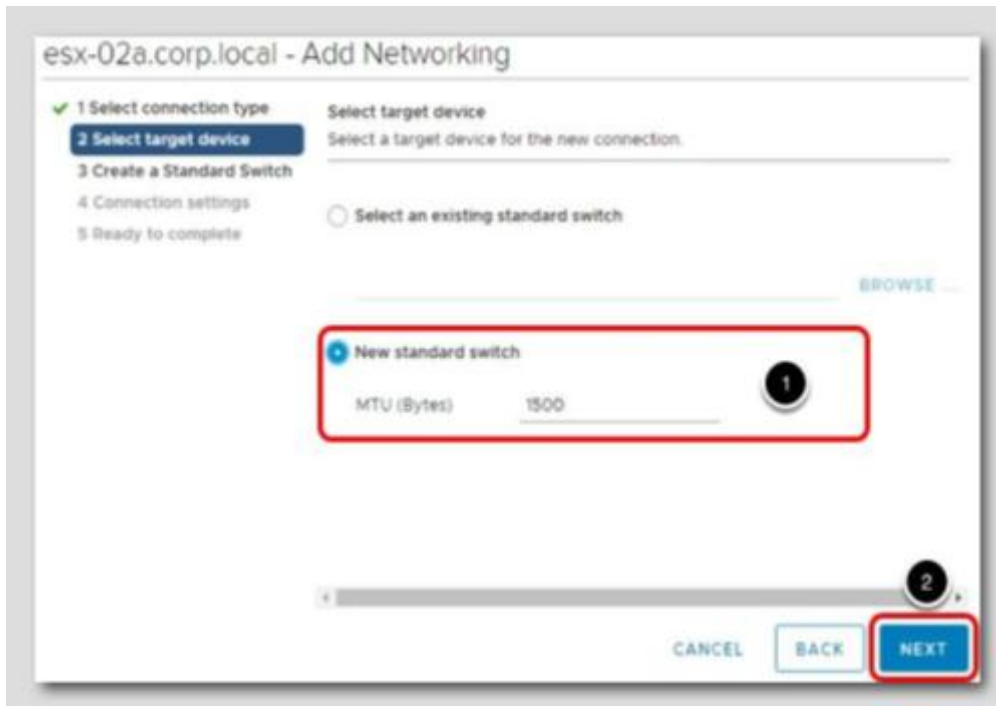 esx-02a.corp.local - Add Networking
1 Select connection type
2 Select target device
3 Create a Standard Switch
4 Connection settings
5 Ready to complete
Select target device
Select a target device for the new connection.
Select an existing standard switch
BROWSE ...
New standard switch
MTU (Bytes) 1500
1
2
CANCEL BACK NEXT